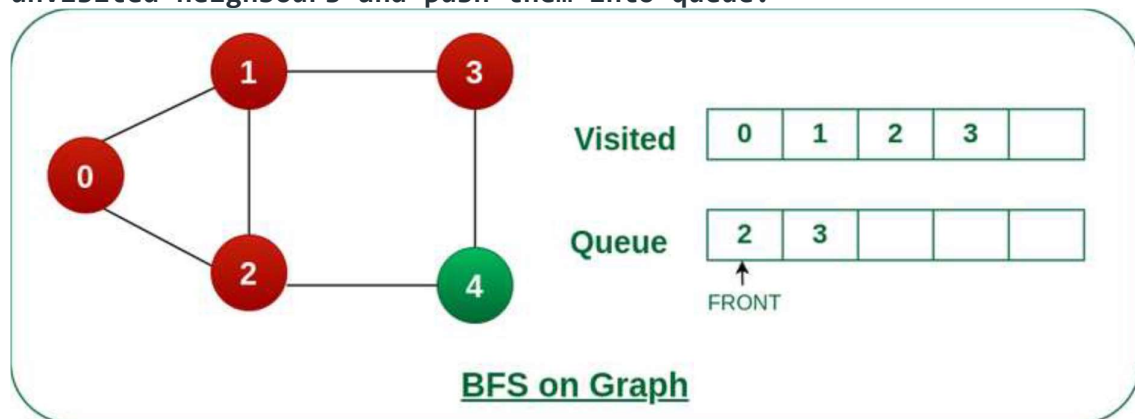 unvisited neighbours and push them into queue.
1
3
Visited
0 1 2 3
0
Queue
2 3
2
4
FRONT
BFS on Graph